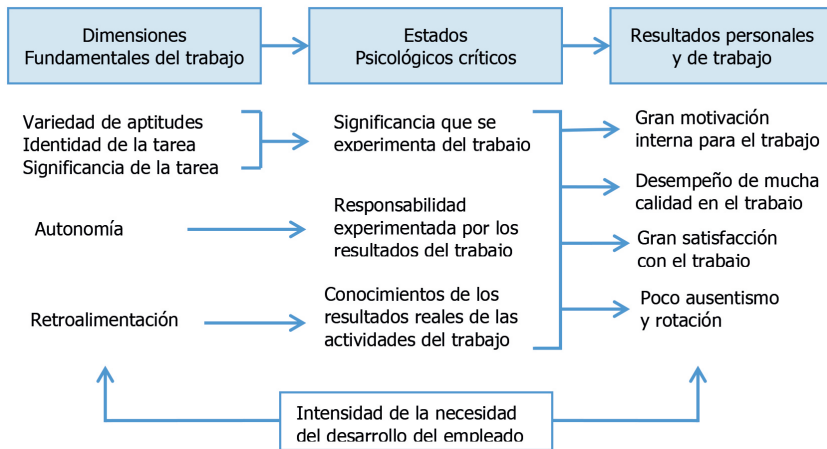 Dimensiones
Fundamentales del trabajo
Estados
Psicológicos críticos
Resultados personales
y de trabajo
Variedad de aptitudes
Identidad de la tarea
Significancia de la tarea
Significancia que se
experimenta del trabajo
Gran motivación
interna para el trabajo
Desempeño de mucha
calidad en el trabaio
Autonomía
Responsabilidad
experimentada por los
resultados del trabajo
Gran satisfacción
con el trabajo
Retroalimentación
Conocimientos de los
resultados reales de las
actividades del trabajo
Poco ausentismo
y rotación
Intensidad de la necesidad
del desarrollo del empleado